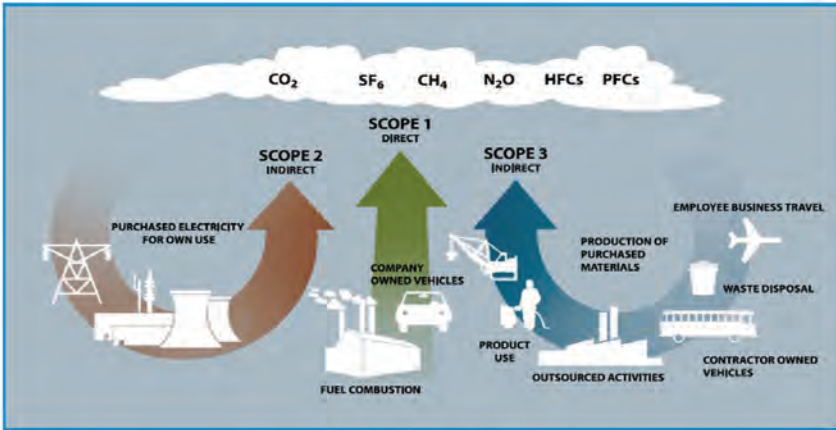 CO₂ SF₆ CH₄ N₂O HFCs PFCs
SCOPE 1
DIRECT
SCOPE 2
INDIRECT
SCOPE 3
INDIRECT
PURCHASED ELECTRICITY
FOR OWN USE
COMPANY
OWNED VEHICLES
FUEL COMBUSTION
EMPLOYEE BUSINESS TRAVEL
PRODUCTION OF
PURCHASED
MATERIALS
WASTE DISPOSAL
PRODUCT
USE
OUTSOURCED ACTIVITIES
CONTRACTOR OWNED
VEHICLES